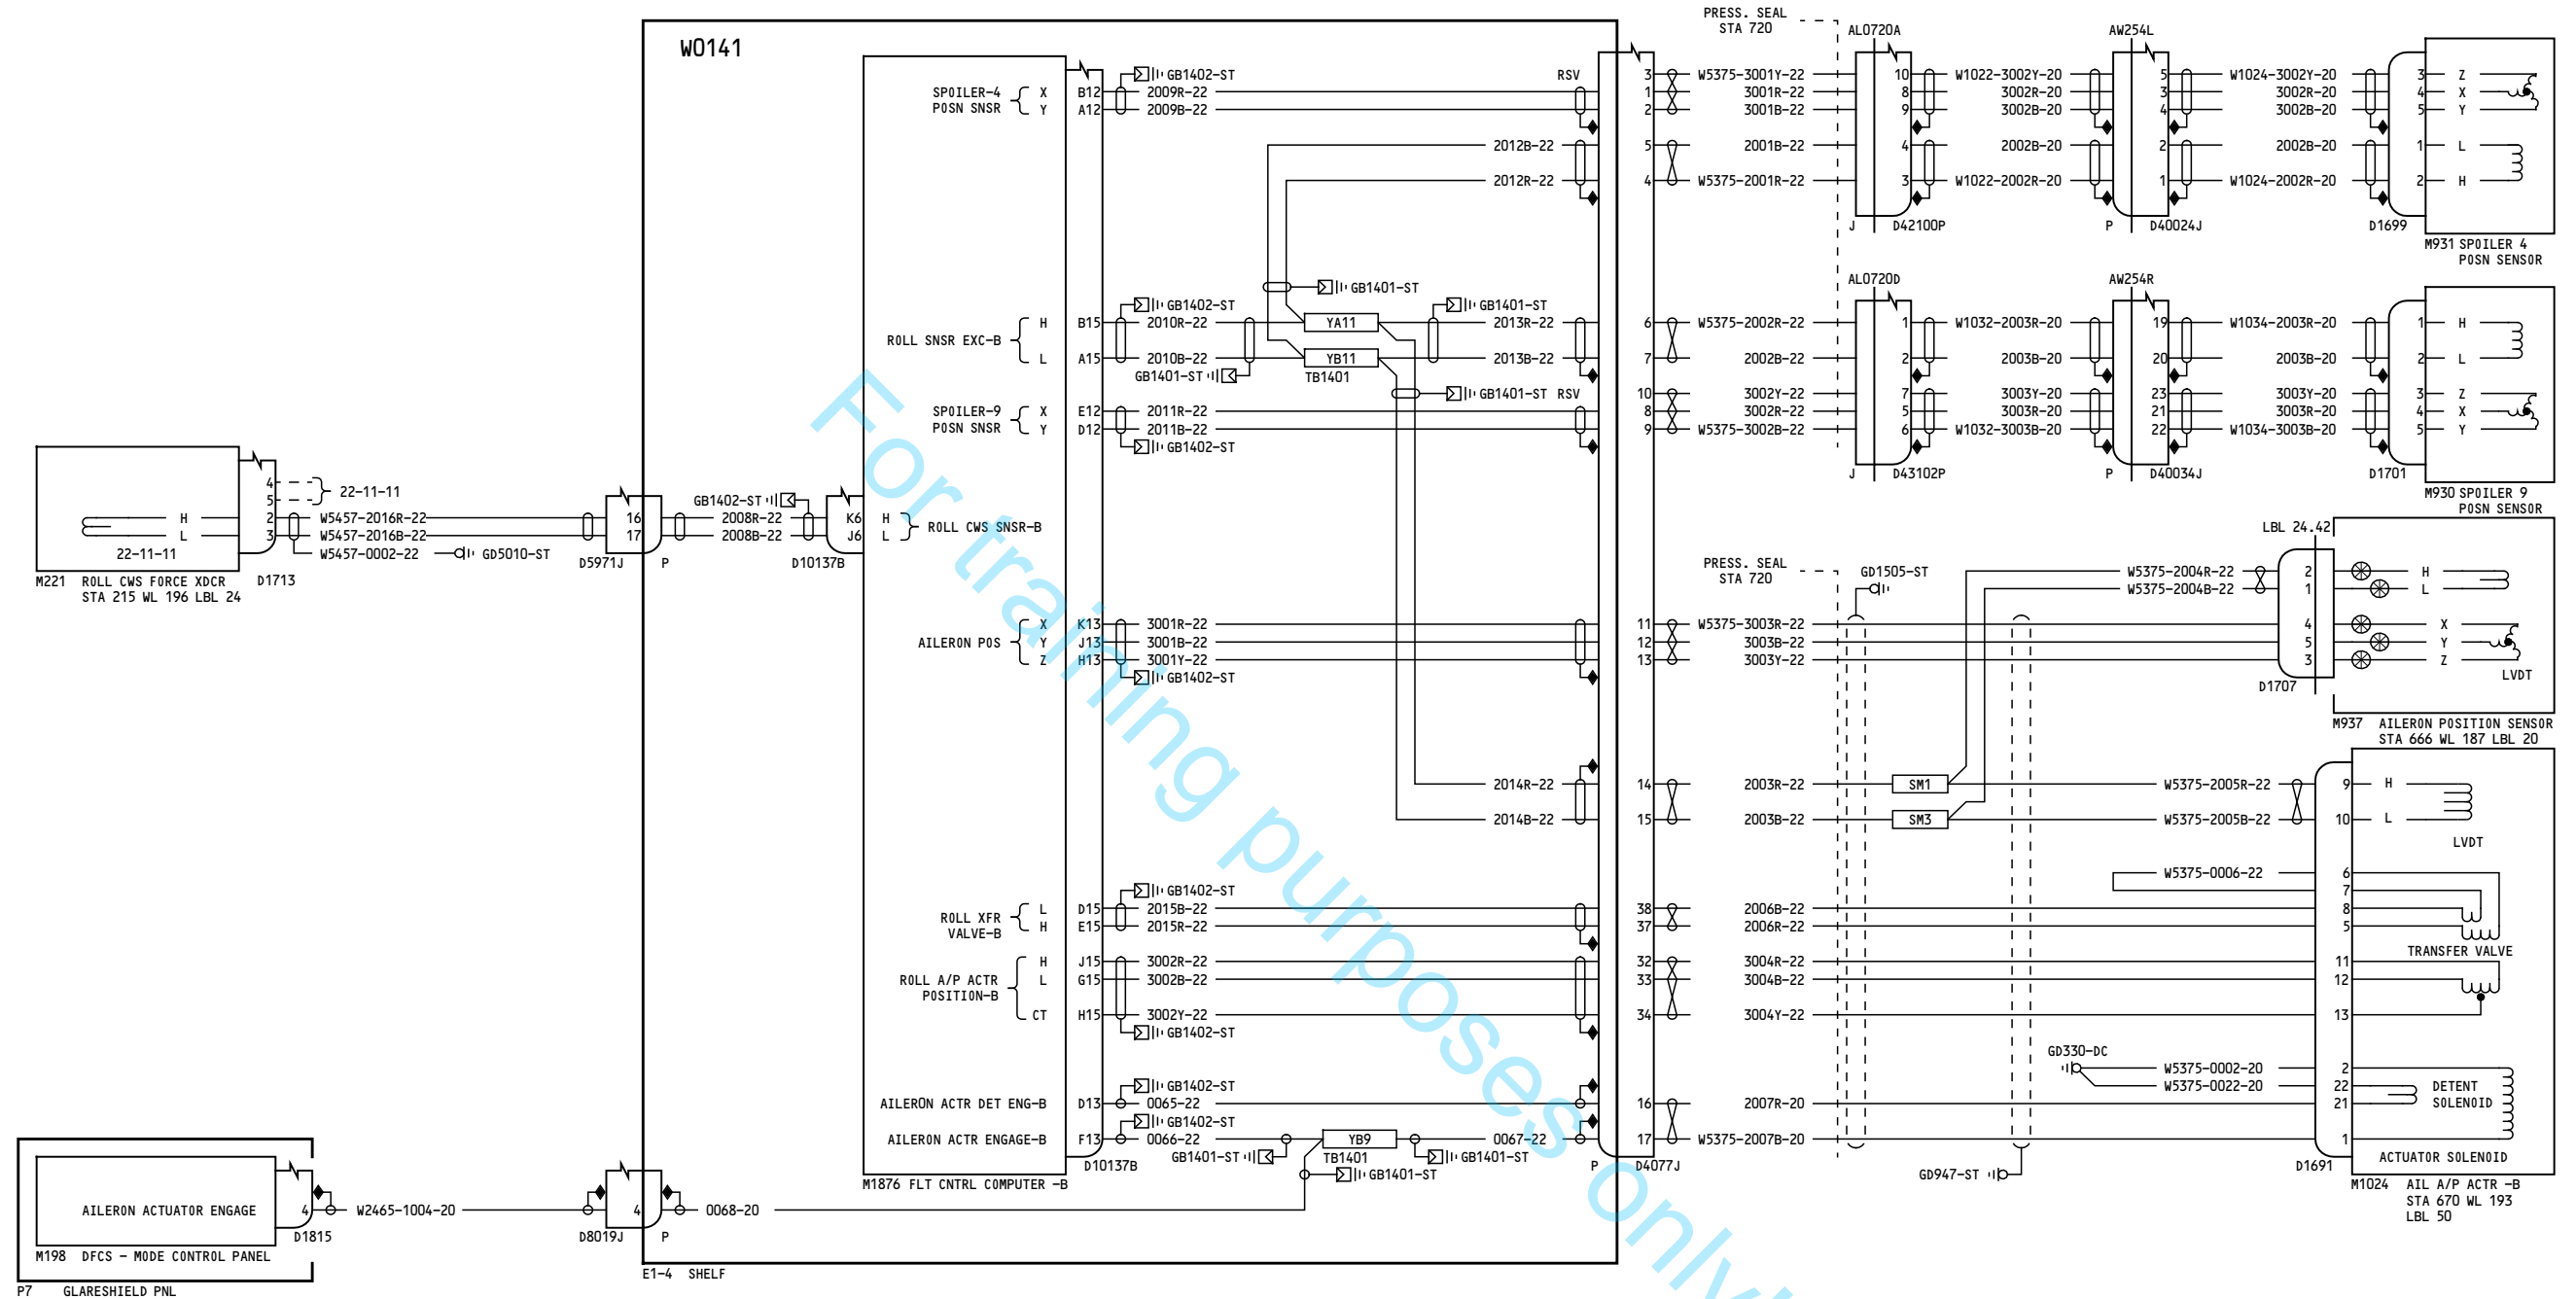 W0141
PRESS. SEAL
STA 720
AL0720A
AW254L
SPOILER-4
POSN SNSR
X
Y
B12
A12
GB1402-ST
2009R-22
2009B-22
RSV
3
1
2
W5375-3001Y-22
3001R-22
3001B-22
10
8
9
W1022-3002Y-20
3002R-20
3002B-20
5
3
4
W1024-3002Y-20
3002R-20
3002B-20
3
4
5
Z
X
Y
2012B-22
5
2001B-22
4
2002B-20
2
2002B-20
1
L
2012R-22
4
W5375-2001R-22
3
W1022-2002R-20
1
W1024-2002R-20
2
H
J
D42100P
P
D40024J
D1699
M931 SPOILER 4
POSN SENSOR
AL0720D
AW254R
GB1401-ST
GB1402-ST
GB1401-ST
ROLL SNSR EXC-B
H
L
B15
A15
2010R-22
2010B-22
GB1401-ST
YA11
YB11
TB1401
2013R-22
2013B-22
6
7
W5375-2002R-22
2002B-22
1
2
W1032-2003R-20
2003B-20
19
20
W1034-2003R-20
2003B-20
1
2
H
L
GB1401-ST RSV
10
8
9
3002Y-22
3002R-22
W5375-3002B-22
7
5
6
3003Y-20
3003R-20
W1032-3003B-20
23
21
22
3003Y-20
3003R-20
W1034-3003B-20
3
4
5
Z
X
Y
SPOILER-9
POSN SNSR
X
Y
E12
D12
2011R-22
2011B-22
GB1402-ST
J
D43102P
P
D40034J
D1701
M930 SPOILER 9
POSN SENSOR
4
5
22-11-11
H
L
2
3
22-11-11
W5457-2016R-22
W5457-2016B-22
W5457-0002-22
GD5010-ST
D1713
M221 ROLL CWS FORCE XDCR
STA 215 WL 196 LBL 24
16
17
D5971J
P
GB1402-ST
2008R-22
2008B-22
K6
J6
H
L
ROLL CWS SNSR-B
D10137B
PRESS. SEAL
STA 720
GD1505-ST
LBL 24.42
W5375-2004R-22
W5375-2004B-22
2
1
H
L
AILERON POS
X
Y
Z
K13
J13
H13
3001R-22
3001B-22
3001Y-22
GB1402-ST
11
12
13
W5375-3003R-22
3003B-22
3003Y-22
4
5
3
X
Y
Z
LVDT
D1707
M937 AILERON POSITION SENSOR
STA 666 WL 187 LBL 20
2014R-22
2014B-22
14
15
2003R-22
2003B-22
SM1
SM3
W5375-2005R-22
W5375-2005B-22
9
10
H
L
LVDT
W5375-0006-22
6
7
8
5
TRANSFER VALVE
GB1402-ST
ROLL XFR
VALVE-B
L
H
D15
E15
2015B-22
2015R-22
38
37
2006B-22
2006R-22
ROLL A/P ACTR
POSITION-B
H
L
CT
J15
G15
H15
3002R-22
3002B-22
3002Y-22
GB1402-ST
32
33
34
3004R-22
3004B-22
3004Y-22
11
12
13
GD330-DC
W5375-0002-20
W5375-0022-20
2
22
21
1
DETENT
SOLENOID
ACTUATOR SOLENOID
GB1402-ST
AILERON ACTR DET ENG-B
D13
0065-22
16
2007R-20
GB1402-ST
AILERON ACTR ENGAGE-B
F13
0066-22
GB1401-ST
YB9
TB1401
GB1401-ST
GB1401-ST
0067-22
17
W5375-2007B-20
D10137B
P
D4077J
GD947-ST
D1691
M1876 FLT CNTRL COMPUTER -B
M1024 AIL A/P ACTR -B
STA 670 WL 193
LBL 50
AILERON ACTUATOR ENGAGE
4
W2465-1004-20
4
0068-20
D1815
D8019J
P
M198 DFCS - MODE CONTROL PANEL
P7 GLARESHIELD PNL
E1-4 SHELF
For training purposes only